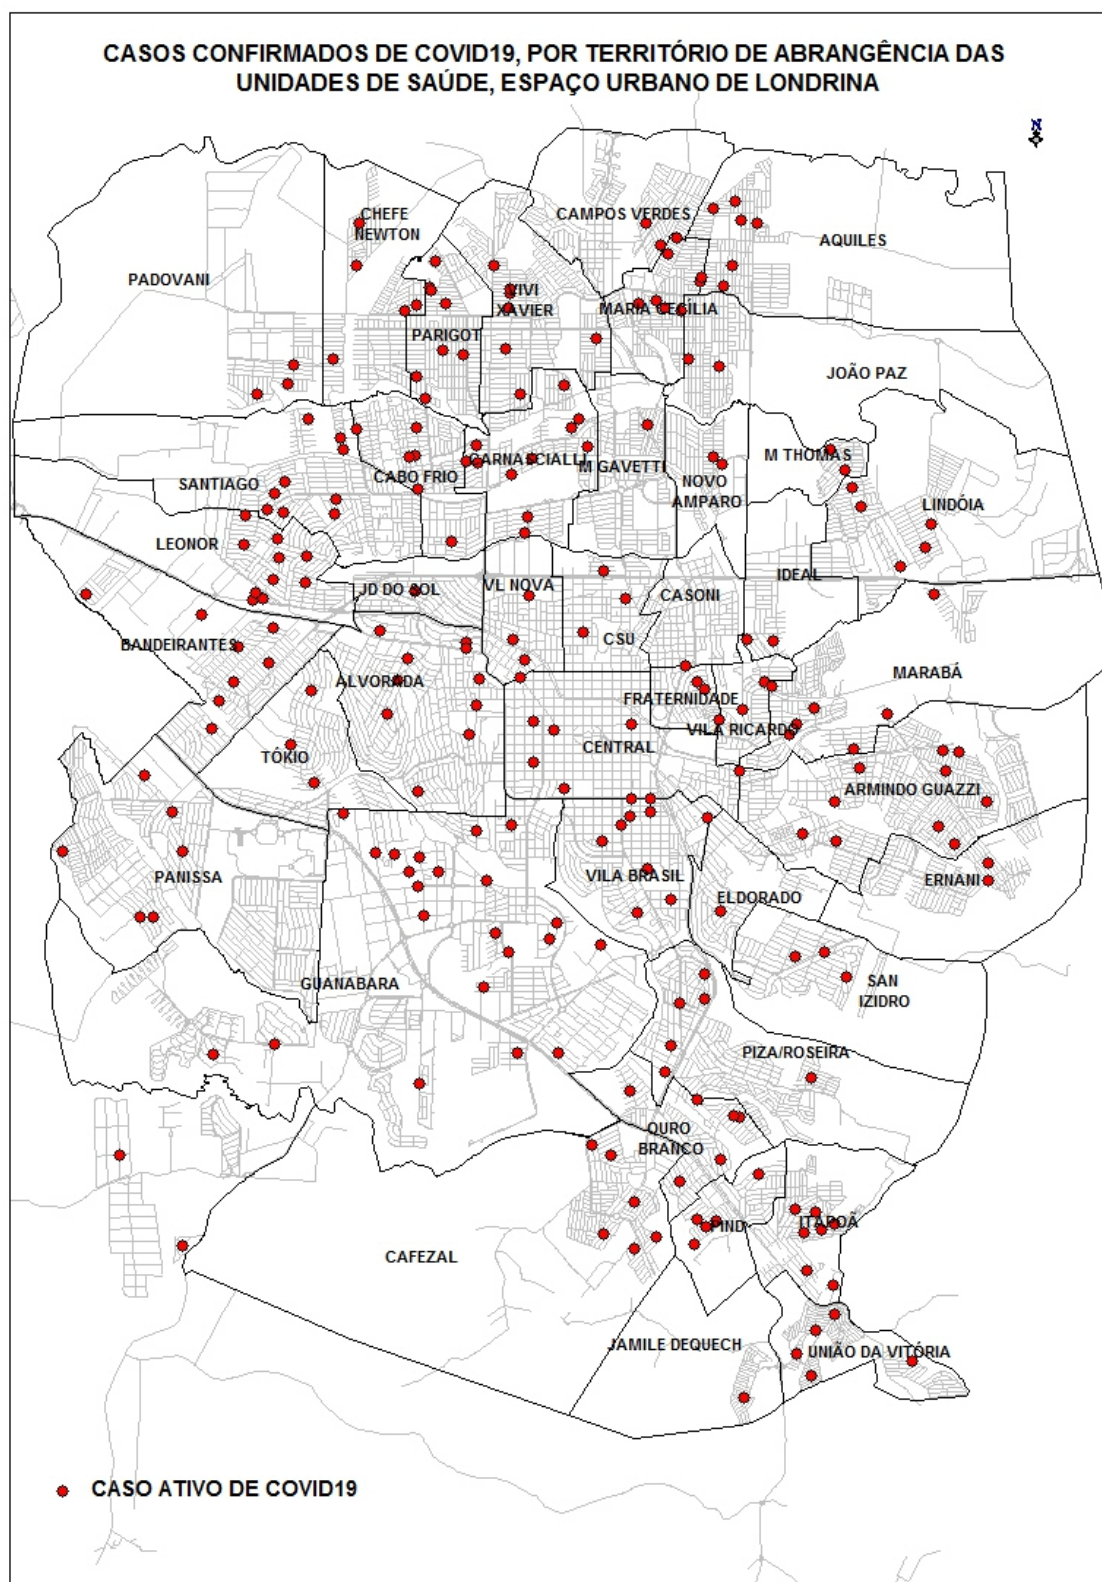 CASOS CONFIRMADOS DE COVID19, POR TERRITÓRIO DE ABRANGÊNCIA DAS
UNIDADES DE SAÚDE, ESPAÇO URBANO DE LONDRINA
N
CHEFE
NEWTON
CAMPOS VERDES
AQUILES
PADOVANI
VIVI
XAVIER
MARIA CECÍLIA
PARIGOT
JOÃO PAZ
CARNASCIALLI
M GAVETTI
M THOMAS
CABO FRIO
SANTIAGO
NOVO
AMPARO
LINDÓIA
LEONOR
IDEAL
JD DO SOL
VL NOVA
CASONI
CSU
BANDEIRANTES
ALVORADA
MARABÁ
FRATERNIDADE
VILA RICARDO
CENTRAL
TÓKIO
ARMINDO GUAZZI
PANISSA
VILA BRASIL
ERNANI
ELDORADO
GUANABARA
SAN
IZIDRO
PIZA/ROSEIRA
OURO
BRANCO
PIND
ITAPOÃ
CAFEZAL
JAMILE DEQUECH
UNIÃO DA VITÓRIA
CASO ATIVO DE COVID19